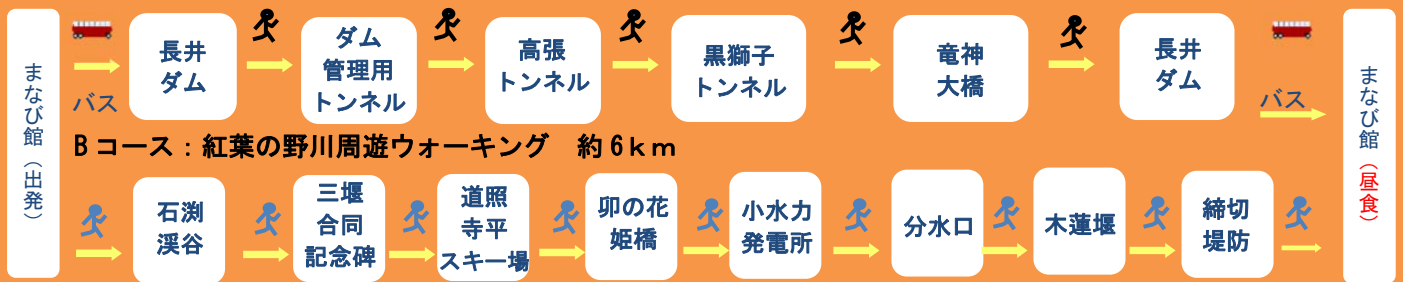 まなび館（出発）
バス
長井
ダム
ダム
管理用
トンネル
高張
トンネル
黒獅子
トンネル
竜神
大橋
長井
ダム
バス
まなび館（昼食）
Bコース：紅葉の野川周遊ウォーキング　約6ｋｍ
石渕
渓谷
三堰
合同
記念碑
道照
寺平
スキー場
卯の花
姫橋
小水力
発電所
分水口
木蓮堰
締切
堤防